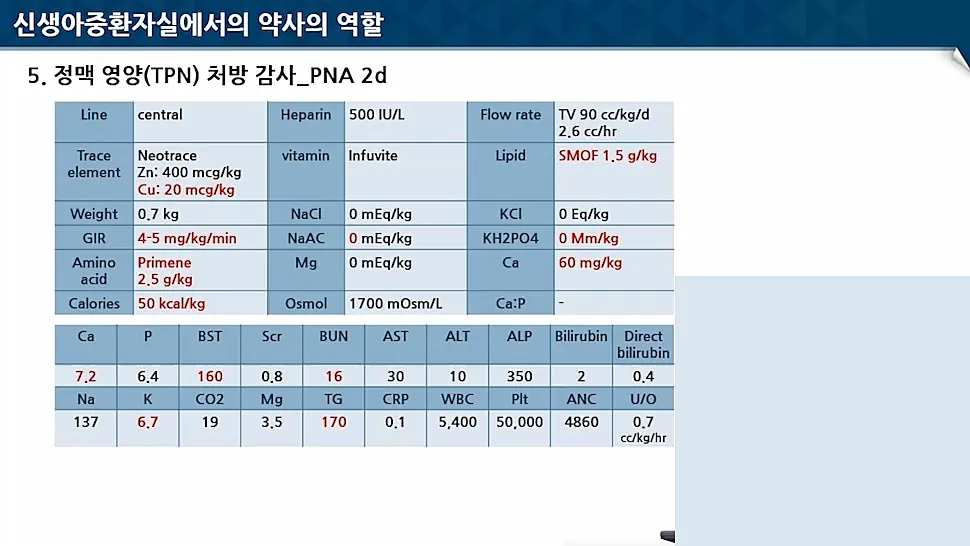 신생아중환자실에서의 약사의 역할
5. 정맥 영양(TPN) 처방 감사_PNA 2d
Line central Heparin 500 IU/L Flow rate TV 90 cc/kg/d
2.6 cc/hr
Trace element Neotrace vitamin Infuvite Lipid SMOF 1.5 g/kg
Zn: 400 mcg/kg
Cu: 20 mcg/kg
Weight 0.7 kg NaCl 0 mEq/kg KCl 0 Eq/kg
GIR 4-5 mg/kg/min NaAC 0 mEq/kg KH2PO4 0 Mm/kg
Amino acid Primene Mg 0 mEq/kg Ca 60 mg/kg
2.5 g/kg
Calories 50 kcal/kg Osmol 1700 mOsm/L Ca:P -
Ca P BST Scr BUN AST ALT ALP Bilirubin Direct bilirubin
7.2 6.4 160 0.8 16 30 10 350 2 0.4
Na K CO2 Mg TG CRP WBC Plt ANC U/O
137 6.7 19 3.5 170 0.1 5,400 50,000 4860 0.7
cc/kg/hr